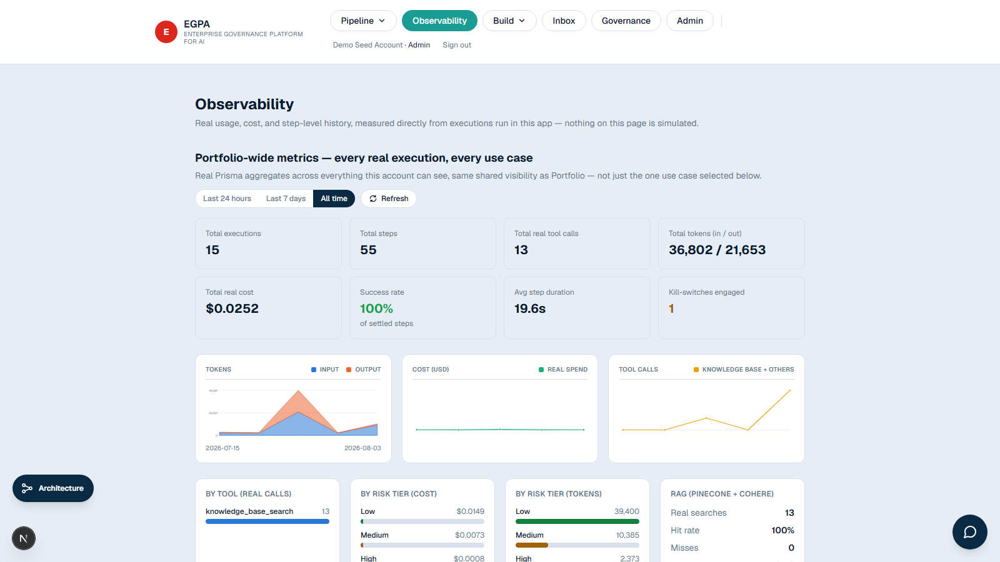 E
EGPA
ENTERPRISE GOVERNANCE PLATFORM
FOR AI
Pipeline
Observability
Build
Inbox
Governance
Admin
Demo Seed Account · Admin
Sign out
Observability
Real usage, cost, and step-level history, measured directly from executions run in this app — nothing on this page is simulated.
Portfolio-wide metrics — every real execution, every use case
Real Prisma aggregates across everything this account can see, same shared visibility as Portfolio — not just the one use case selected below.
Last 24 hours
Last 7 days
All time
Refresh
Total executions
15
Total steps
55
Total real tool calls
13
Total tokens (in / out)
36,802 / 21,653
Total real cost
$0.0252
Success rate
100%
of settled steps
Avg step duration
19.6s
Kill-switches engaged
1
TOKENS
INPUT
OUTPUT
0
2026-07-15
2026-08-03
COST (USD)
REAL SPEND
TOOL CALLS
KNOWLEDGE BASE + OTHERS
BY TOOL (REAL CALLS)
knowledge_base_search 13
BY RISK TIER (COST)
Low $0.0149
Medium $0.0073
High $0.0008
BY RISK TIER (TOKENS)
Low 39,400
Medium 10,385
High 2,373
RAG (PINECONE + COHERE)
Real searches 13
Hit rate 100%
Misses 0
Architecture
N